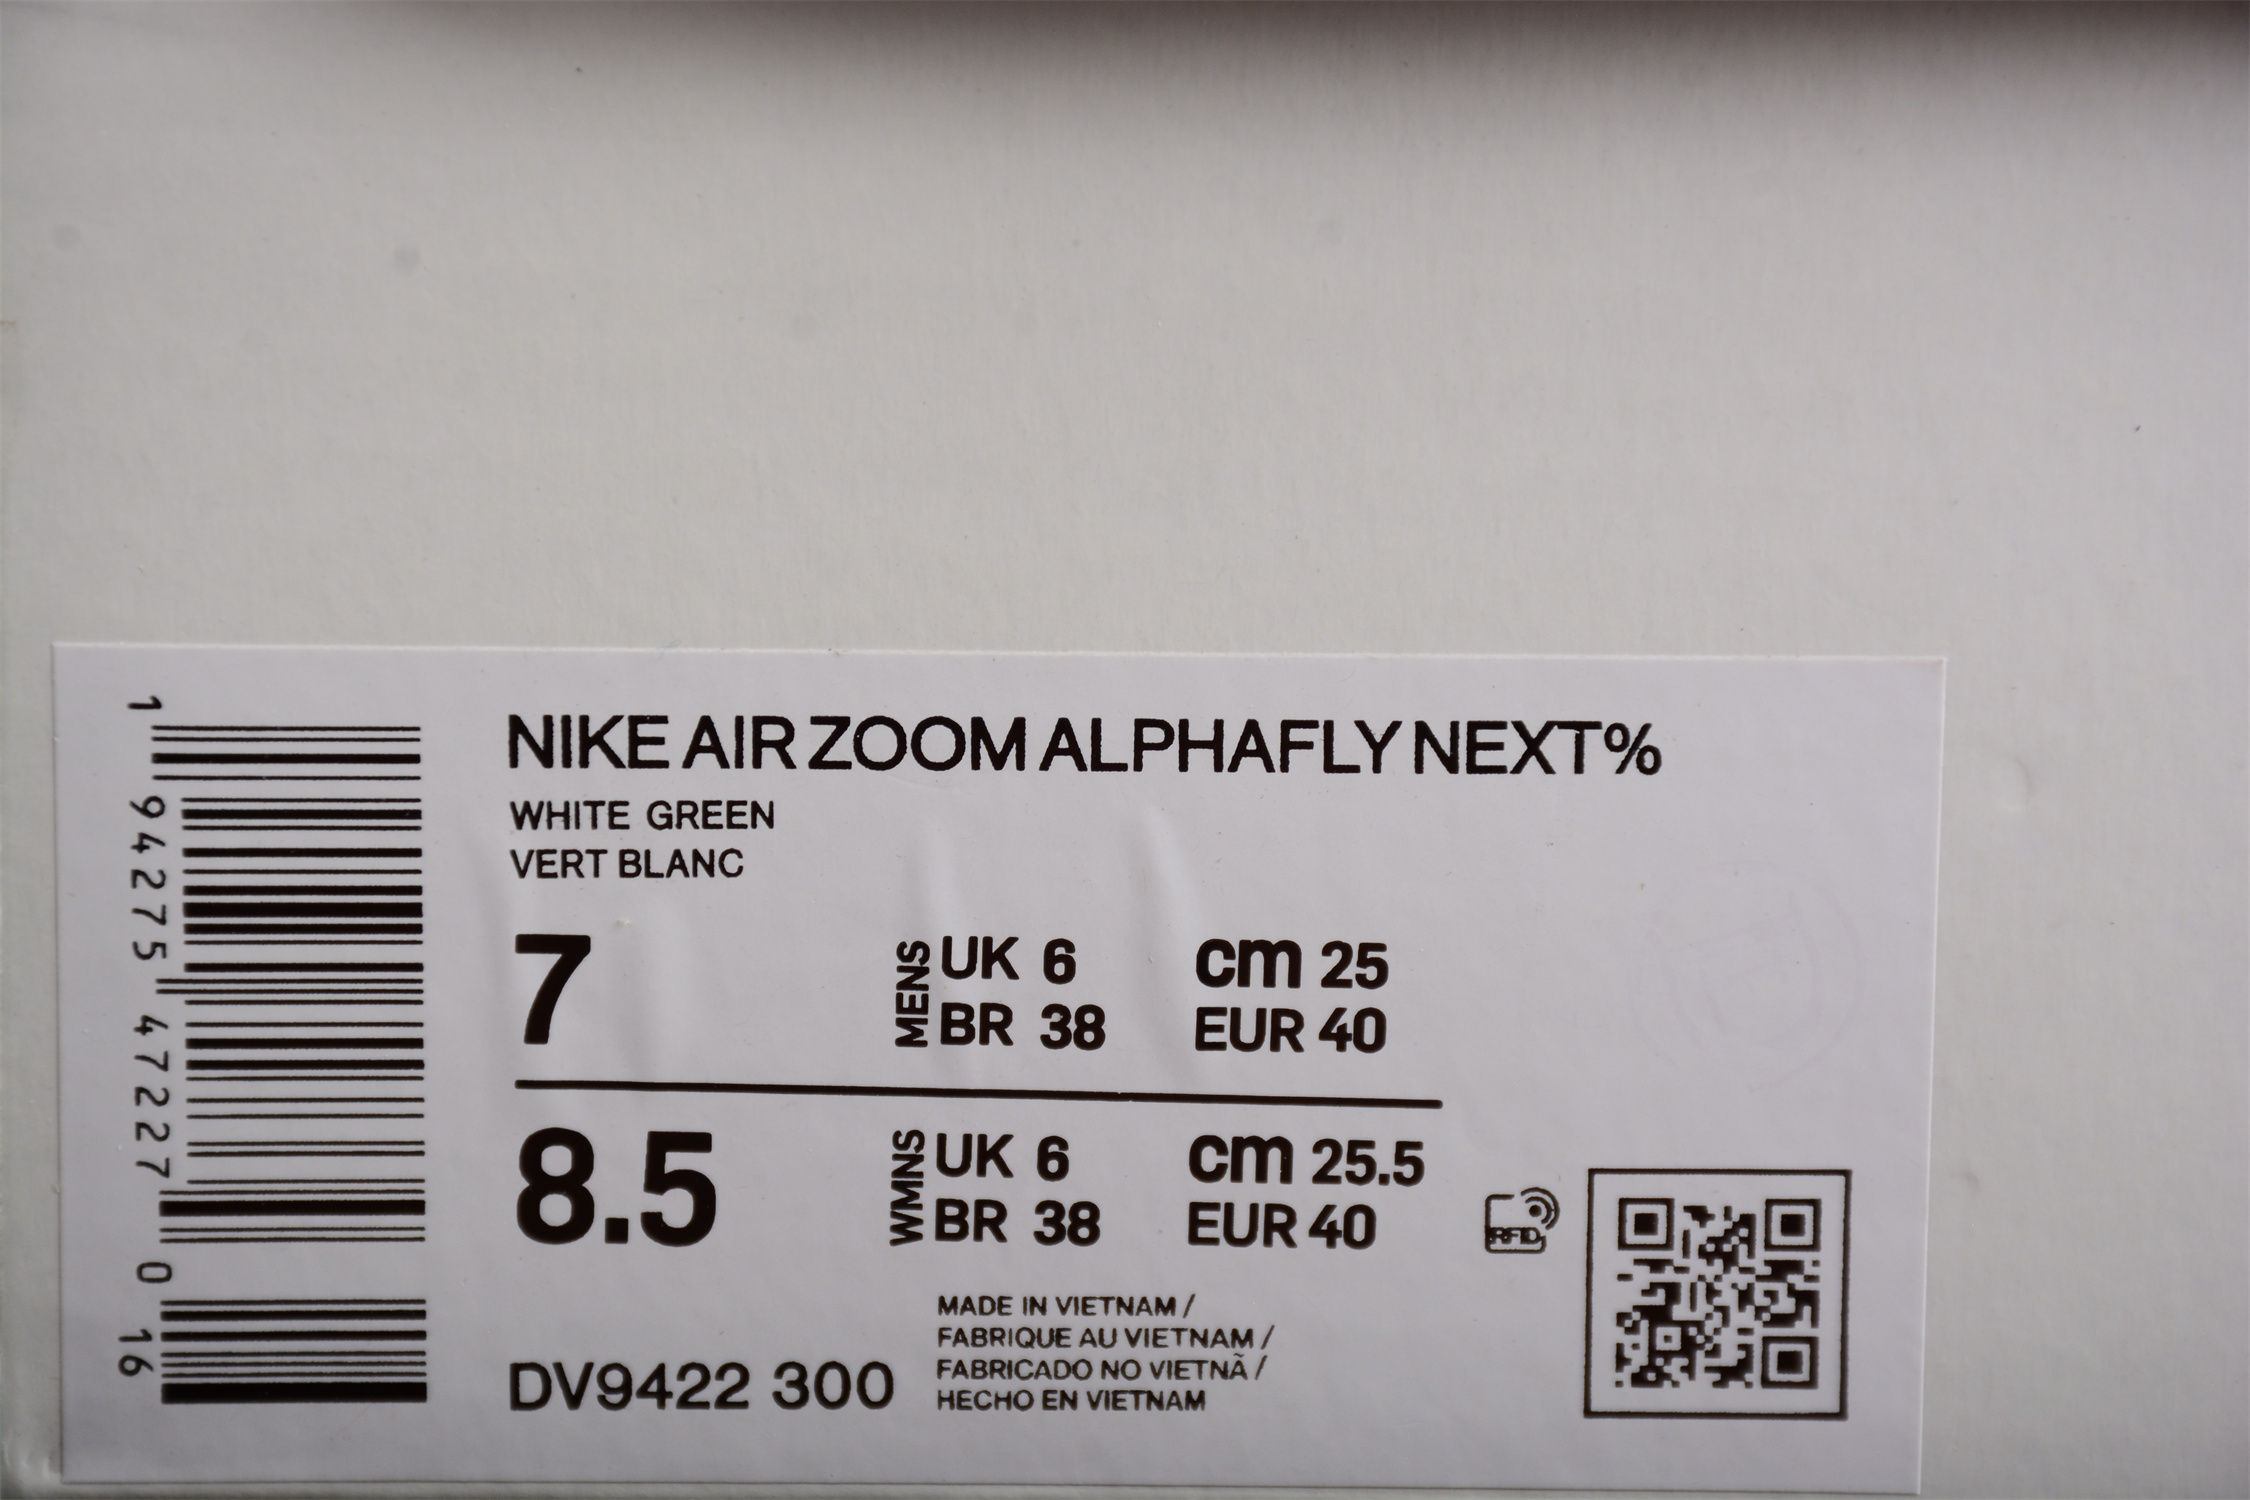 1 94275 47227 0
16
NIKE AIR ZOOM ALPHAFLY NEXT%
WHITE GREEN
VERT BLANC
7 MENS UK 6 cm 25
BR 38 EUR 40
8.5 WMNS UK 6 cm 25.5
BR 38 EUR 40
RFID
MADE IN VIETNAM /
FABRIQUE AU VIETNAM /
FABRICADO NO VIETNÃ /
HECHO EN VIETNAM
DV9422 300